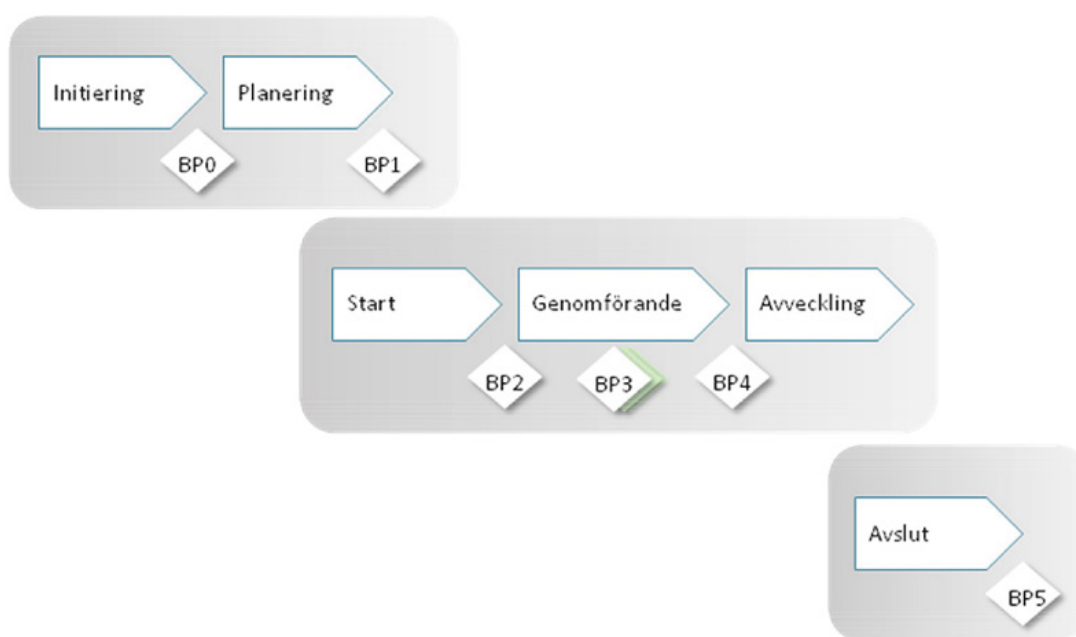 Initiering
Planering
BP0
BP1
Start
Genomförande
Avveckling
BP2
BP3
BP4
Avslut
BP5